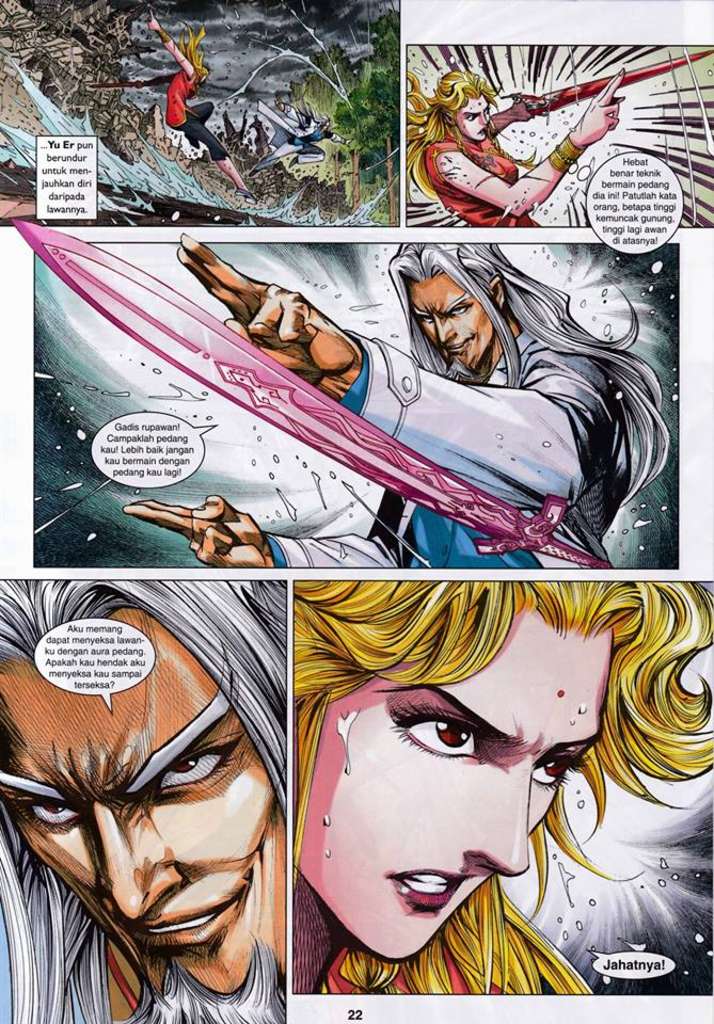 ...Yu Er pun
berundur
untuk men-
jauhkan diri
daripada
lawannya.
Hebat
benar teknik
bermain pedang
dia ini! Patutlah kata
orang, betapa tinggi
kemuncak gunung,
tinggi lagi awan
di atasnya!
Gadis rupawan!
Campaklah pedang
kau! Lebih baik jangan
kau bermain dengan
pedang kau lagi!
Aku memang
dapat menyeksa lawan-
ku dengan aura pedang.
Apakah kau hendak aku
menyeksa kau sampai
terseksa?
Jahatnya!
22